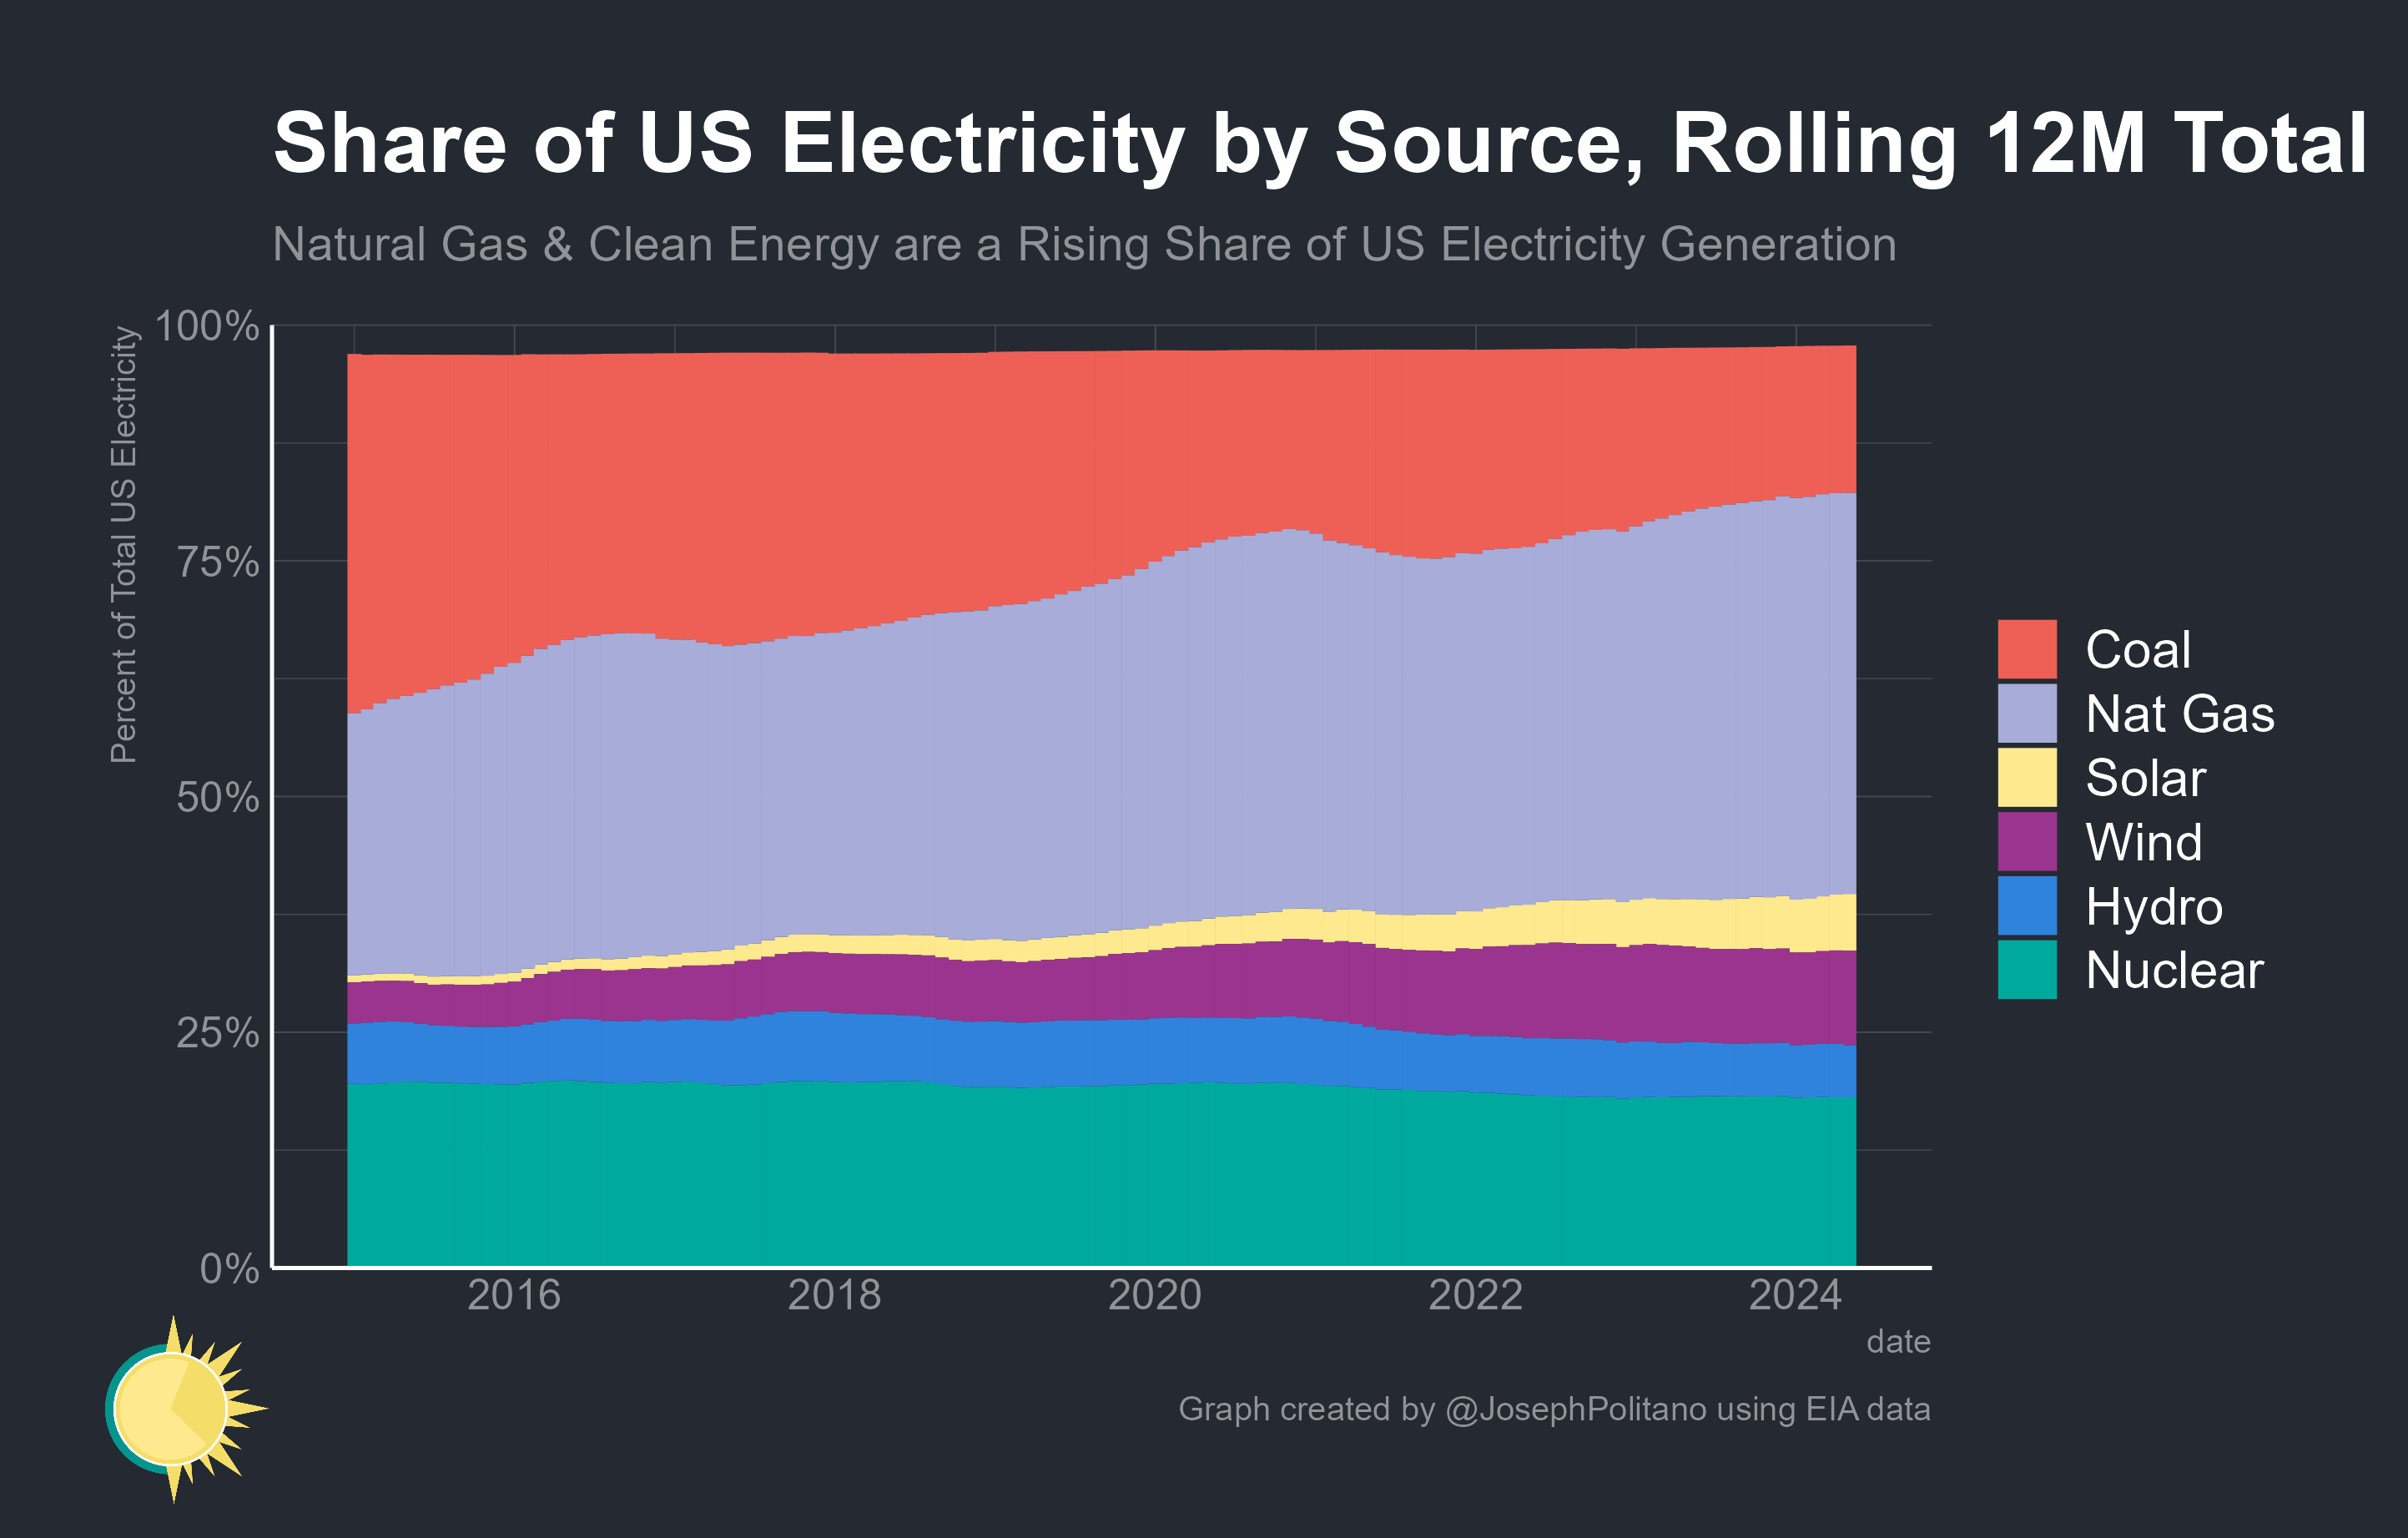 Share of US Electricity by Source, Rolling 12M Total
Natural Gas & Clean Energy are a Rising Share of US Electricity Generation
Percent of Total US Electricity
100%
75%
50%
25%
0%
2016
2018
2020
2022
2024
date
Coal
Nat Gas
Solar
Wind
Hydro
Nuclear
Graph created by @JosephPolitano using EIA data